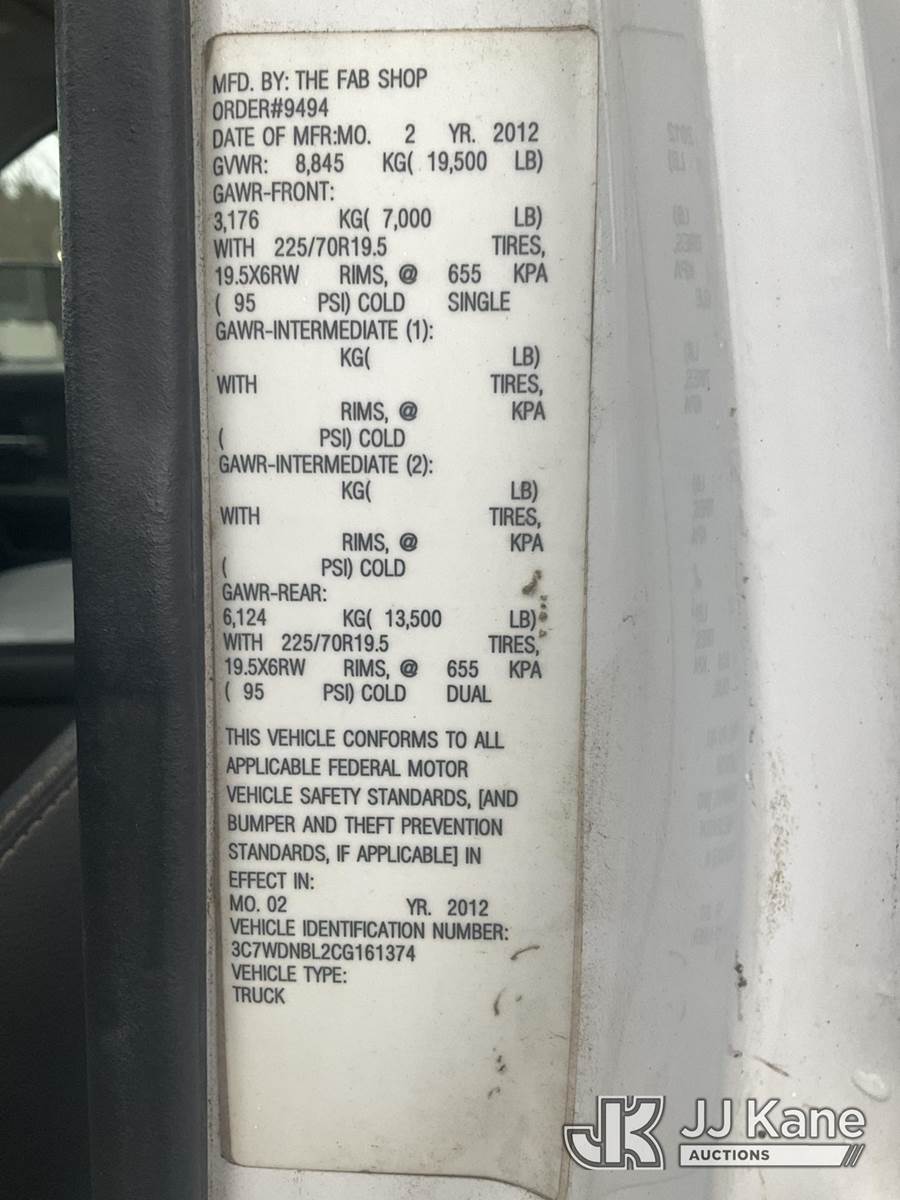 MFD. BY: THE FAB SHOP
ORDER#9494
DATE OF MFR:MO. 2 YR. 2012
GVWR: 8,845 KG( 19,500 LB)
GAWR-FRONT:
3,176 KG( 7,000 LB)
WITH 225/70R19.5 TIRES,
19.5X6RW RIMS, @ 655 KPA
( 95 PSI) COLD SINGLE
GAWR-INTERMEDIATE (1):
KG( LB)
WITH TIRES,
RIMS, @ KPA
( PSI) COLD
GAWR-INTERMEDIATE (2):
KG( LB)
WITH TIRES,
RIMS, @ KPA
( PSI) COLD
GAWR-REAR:
6,124 KG( 13,500 LB)
WITH 225/70R19.5 TIRES,
19.5X6RW RIMS, @ 655 KPA
( 95 PSI) COLD DUAL
THIS VEHICLE CONFORMS TO ALL
APPLICABLE FEDERAL MOTOR
VEHICLE SAFETY STANDARDS, [AND
BUMPER AND THEFT PREVENTION
STANDARDS, IF APPLICABLE] IN
EFFECT IN:
MO. 02 YR. 2012
VEHICLE IDENTIFICATION NUMBER:
3C7WDNBL2CG161374
VEHICLE TYPE:
TRUCK
JK JJ Kane
AUCTIONS